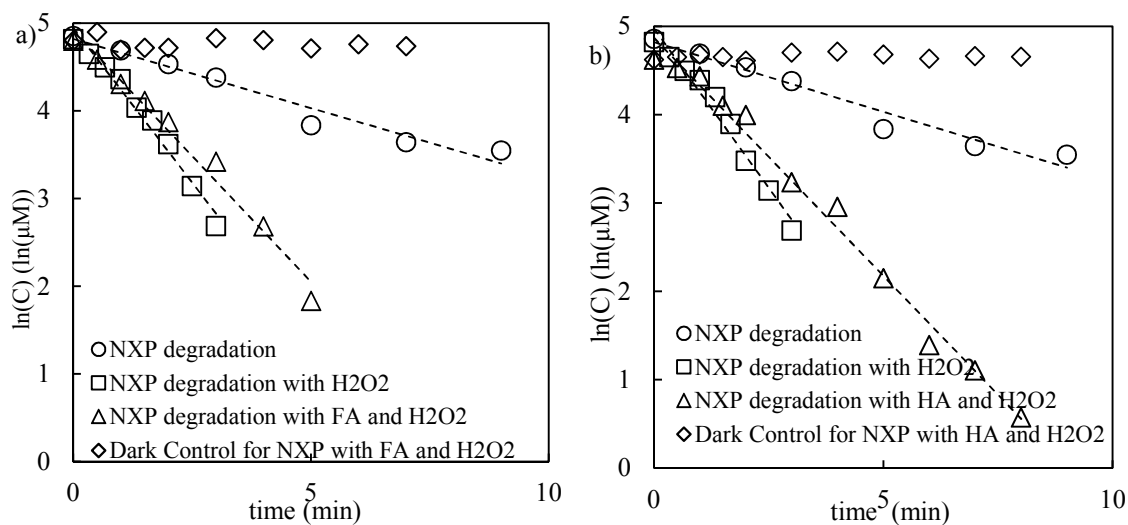 a)
5
4
3
2
1
0
ln(C) (ln(µM))
NXP degradation
NXP degradation with H2O2
NXP degradation with FA and H2O2
Dark Control for NXP with FA and H2O2
0
5
10
time (min)
b)
5
4
3
2
1
0
ln(C) (ln(µM))
NXP degradation
NXP degradation with H2O2
NXP degradation with HA and H2O2
Dark Control for NXP with HA and H2O2
0
5
10
time (min)